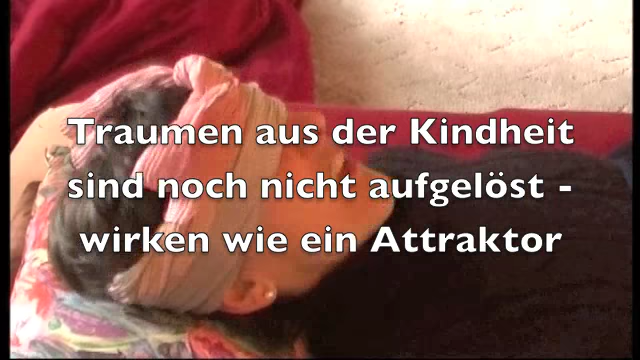 Traumen aus der Kindheit
sind noch nicht aufgelöst -
wirken wie ein Attraktor